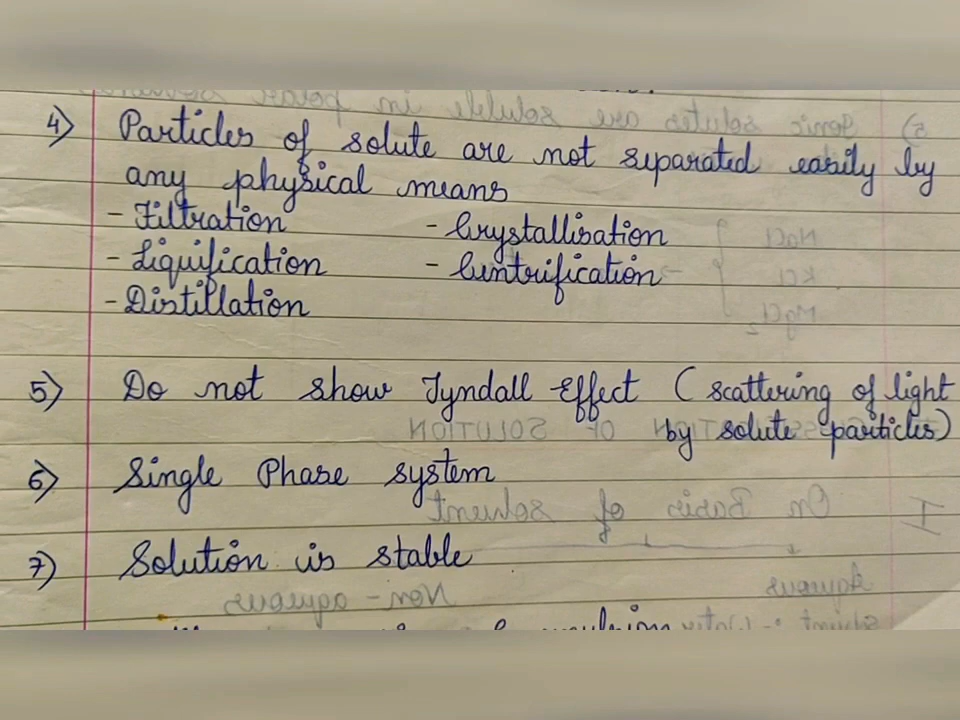 4) Particles of solute are not separated easily by
any physical means
- Filtration - Crystallisation
- Liquification - Centrification
- Distillation
5) Do not show Tyndall Effect (scattering of light
by solute particles)
6) Single Phase system
7) Solution is stable